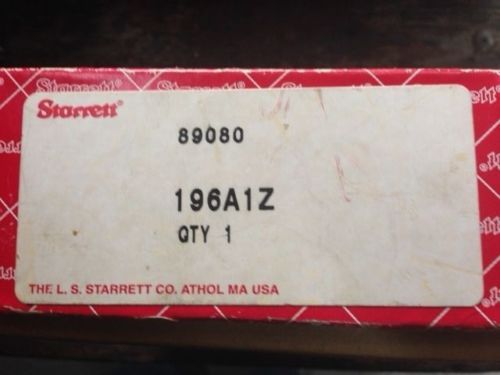 Starrett®
89080
196A1Z
QTY 1
THE L. S. STARRETT CO. ATHOL MA USA